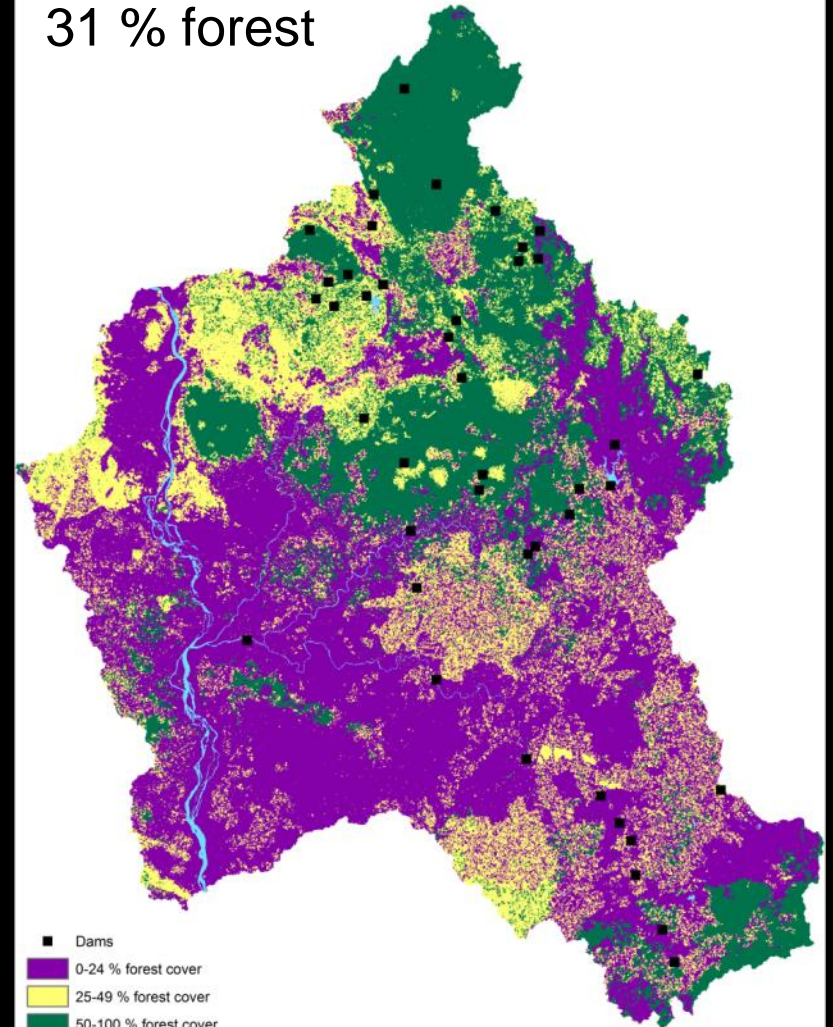 31 % forest
Dams
0-24 % forest cover
25-49 % forest cover
50-100 % forest cover